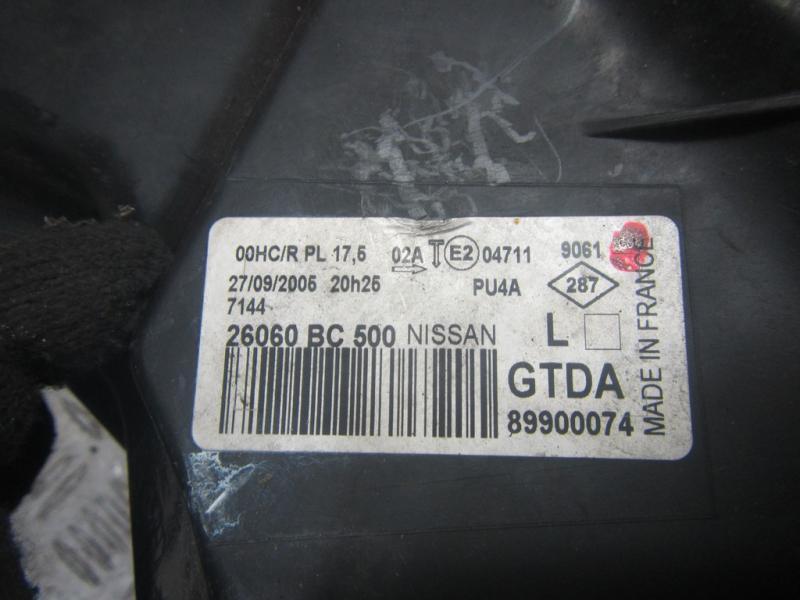 00HC/R PL 17,5 02A T E2 04711 9061
27/09/2005 20h25 PU4A 287
7144
26060 BC 500 NISSAN L
GTDA
89900074
MADE IN FRANCE